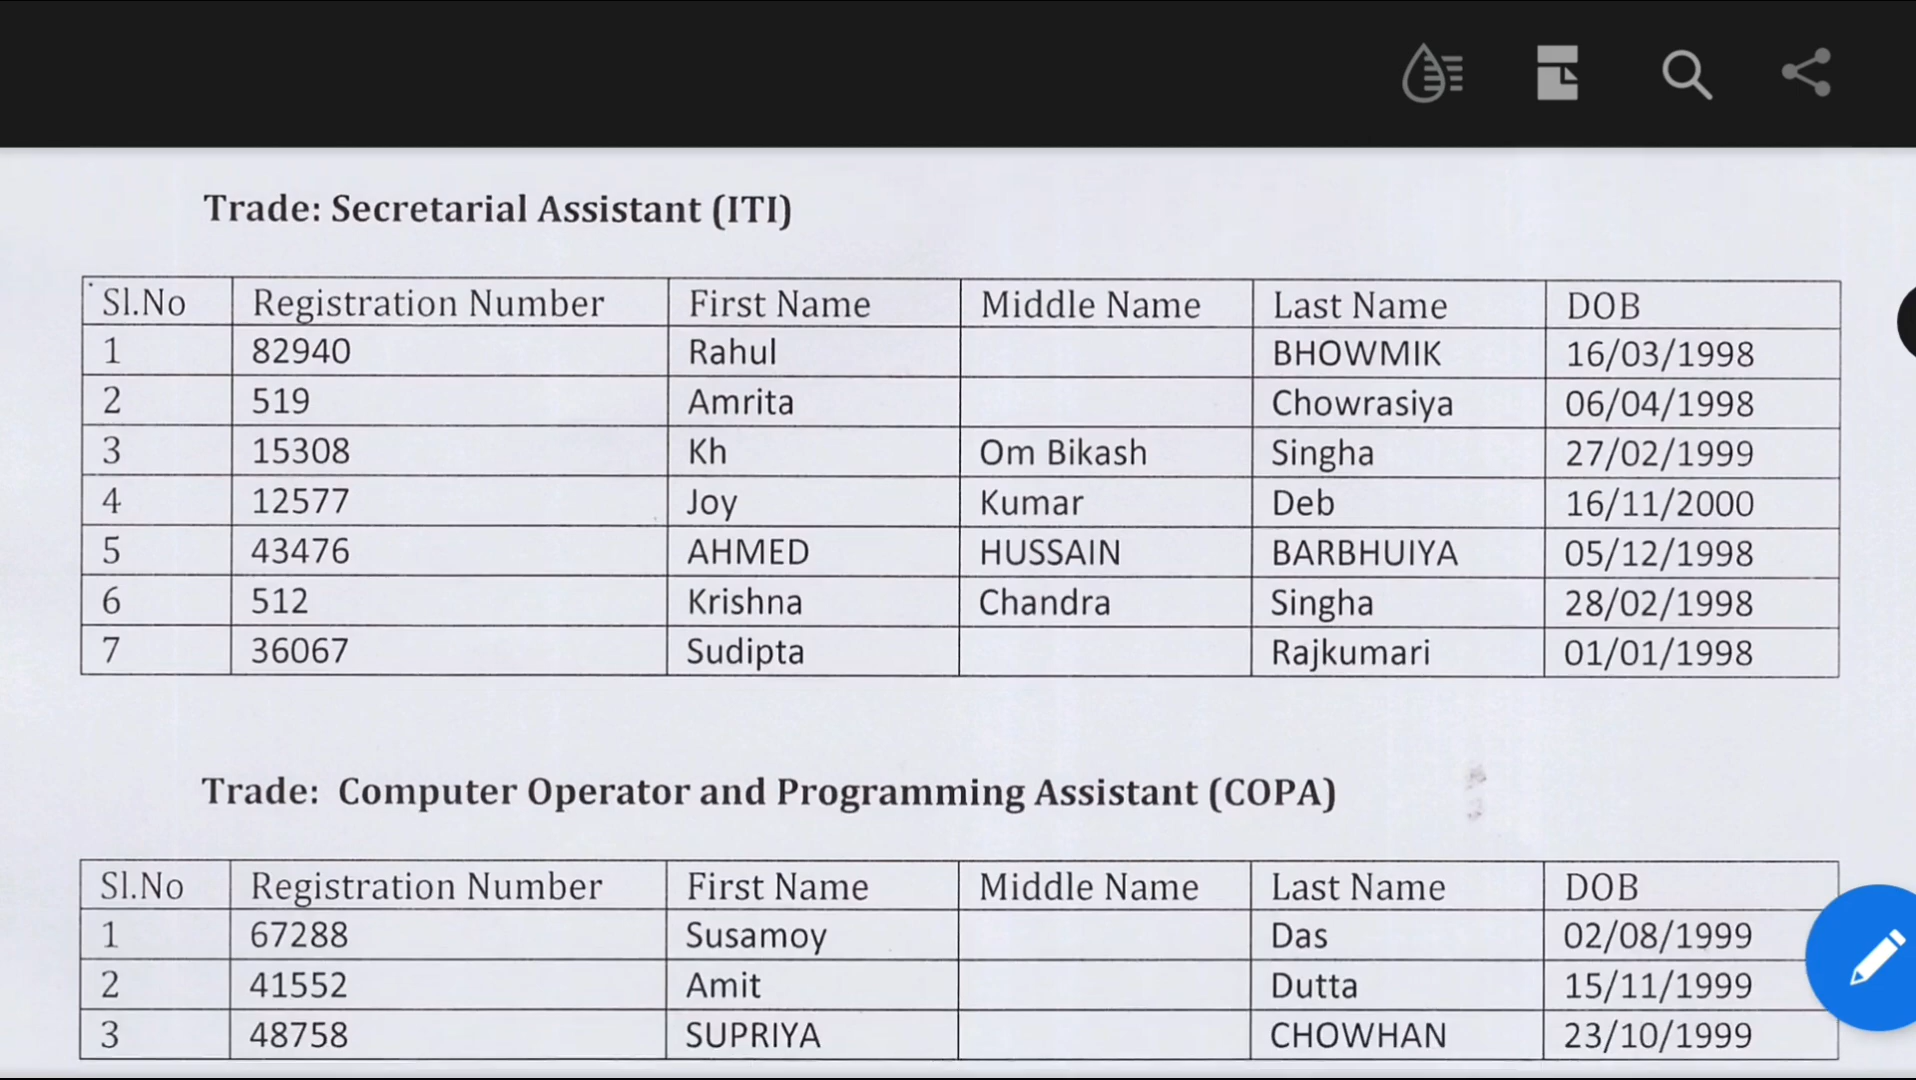 Trade: Secretarial Assistant (ITI)
Sl.No Registration Number First Name Middle Name Last Name DOB
1 82940 Rahul BHOWMIK 16/03/1998
2 519 Amrita Chowrasiya 06/04/1998
3 15308 Kh Om Bikash Singha 27/02/1999
4 12577 Joy Kumar Deb 16/11/2000
5 43476 AHMED HUSSAIN BARBHUIYA 05/12/1998
6 512 Krishna Chandra Singha 28/02/1998
7 36067 Sudipta Rajkumari 01/01/1998
Trade: Computer Operator and Programming Assistant (COPA)
Sl.No Registration Number First Name Middle Name Last Name DOB
1 67288 Susamoy Das 02/08/1999
2 41552 Amit Dutta 15/11/1999
3 48758 SUPRIYA CHOWHAN 23/10/1999